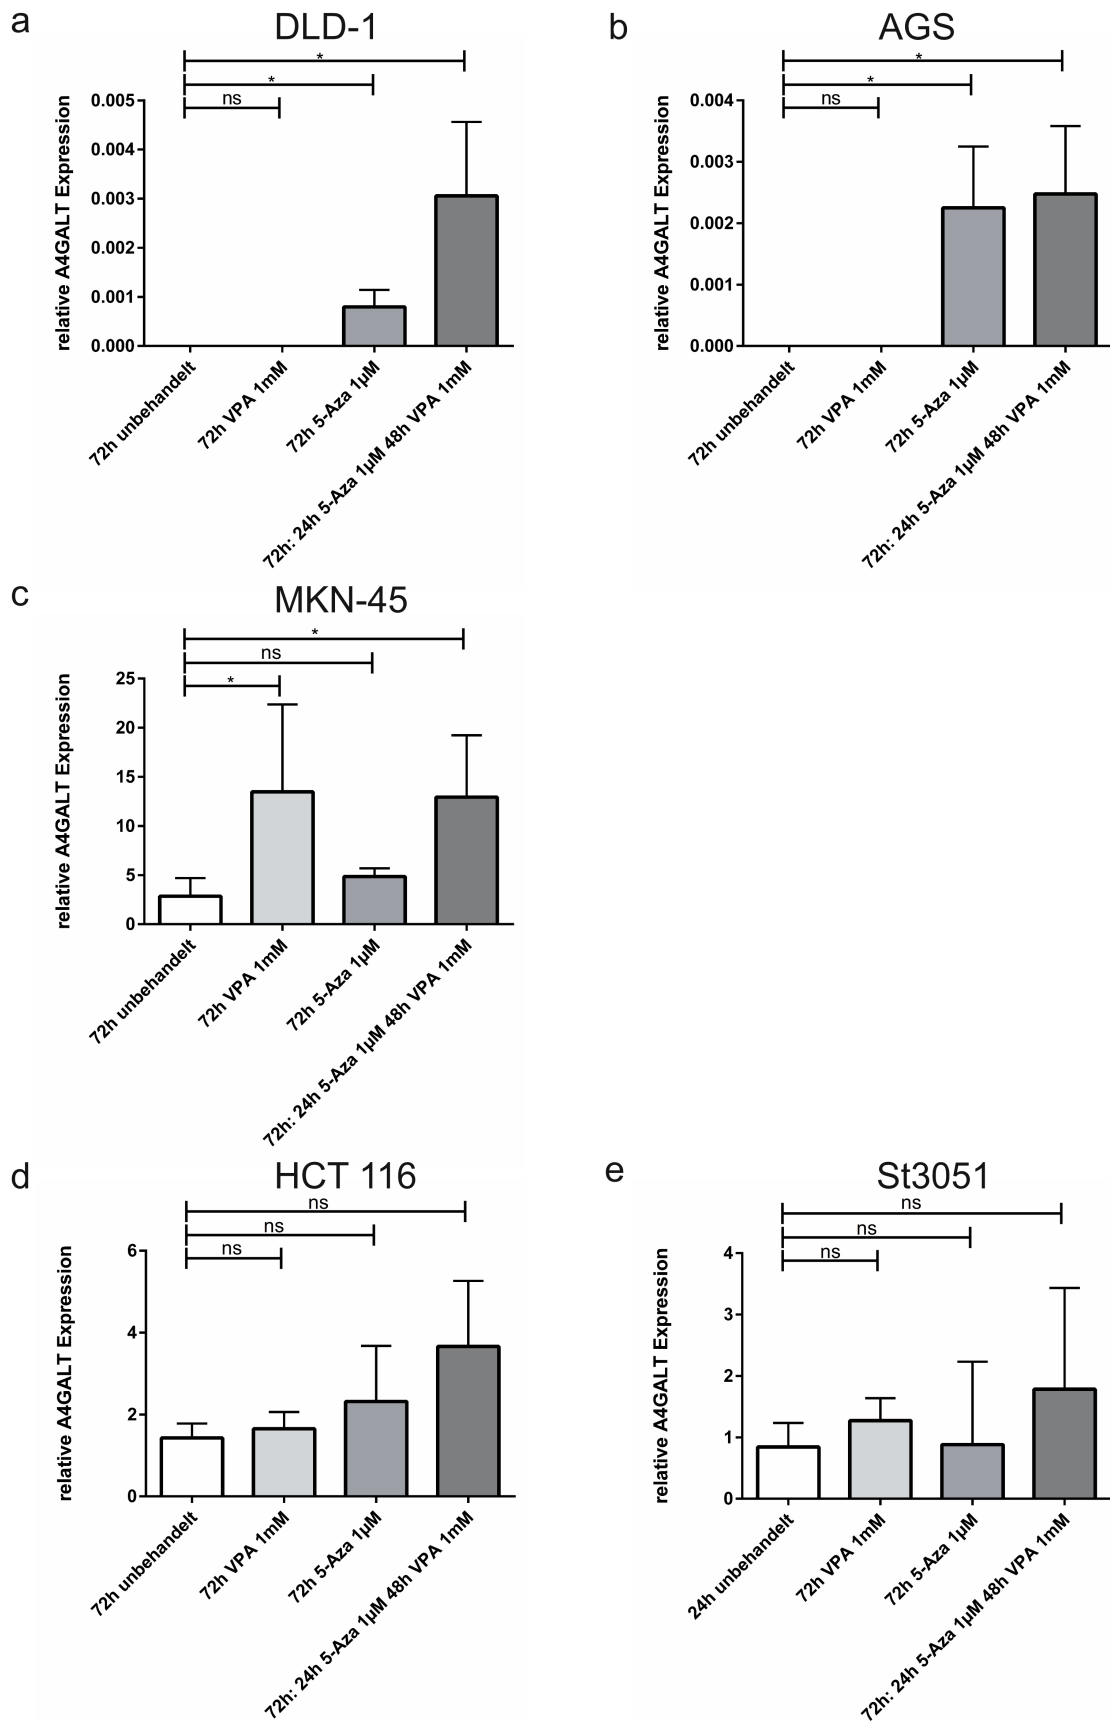 a
DLD-1
*
*
ns
relative A4GALT Expression
0.005
0.004
0.003
0.002
0.001
0.000
72h unbehandelt
72h VPA 1mM
72h 5-Aza 1µM
72h: 24h 5-Aza 1µM 48h VPA 1mM
b
AGS
*
*
ns
relative A4GALT Expression
0.004
0.003
0.002
0.001
0.000
72h unbehandelt
72h VPA 1mM
72h 5-Aza 1µM
72h: 24h 5-Aza 1µM 48h VPA 1mM
c
MKN-45
*
ns
*
relative A4GALT Expression
25
20
15
10
5
0
72h unbehandelt
72h VPA 1mM
72h 5-Aza 1µM
72h: 24h 5-Aza 1µM 48h VPA 1mM
d
HCT 116
ns
ns
ns
relative A4GALT Expression
6
4
2
0
72h unbehandelt
72h VPA 1mM
72h 5-Aza 1µM
72h: 24h 5-Aza 1µM 48h VPA 1mM
e
St3051
ns
ns
ns
relative A4GALT Expression
4
3
2
1
0
24h unbehandelt
72h VPA 1mM
72h 5-Aza 1µM
72h: 24h 5-Aza 1µM 48h VPA 1mM